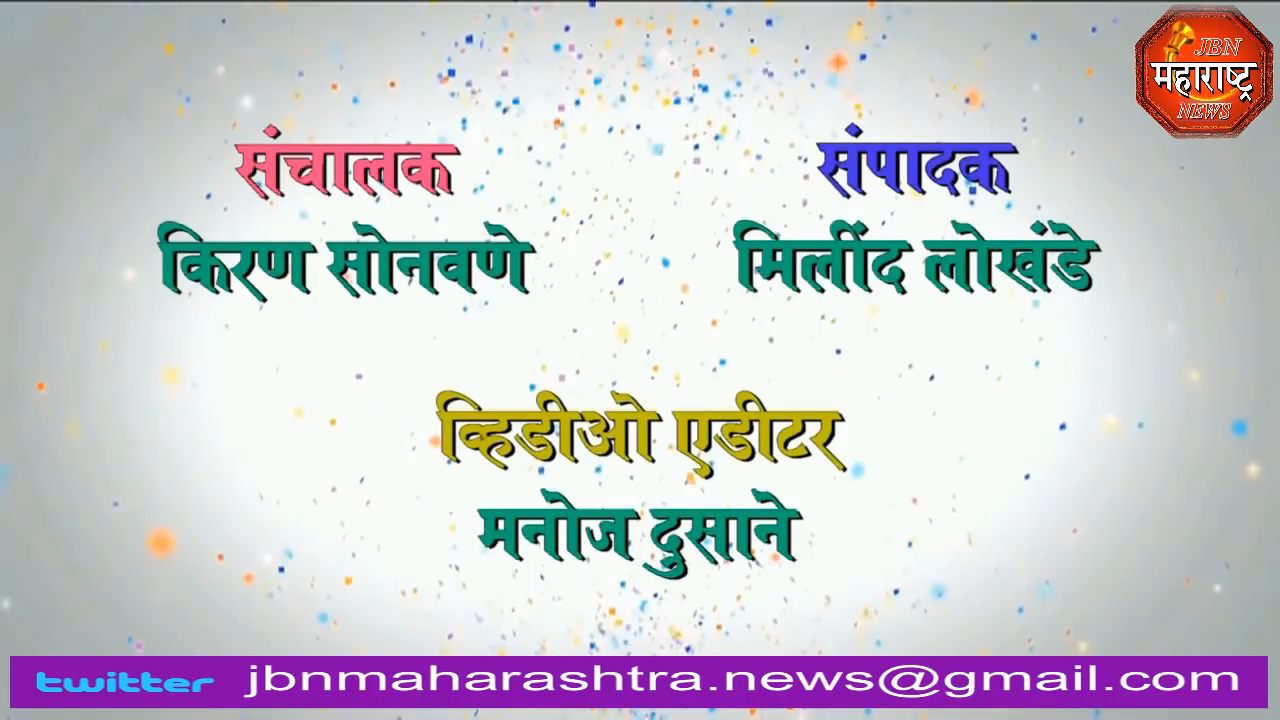 JBN
महाराष्ट्र
NEWS
संचालक
किरण सोनवणे
संपादक
मिलींद लोखंडे
व्हिडीओ एडीटर
मनोज दुसाने
twitter jbnmaharashtra.news@gmail.com